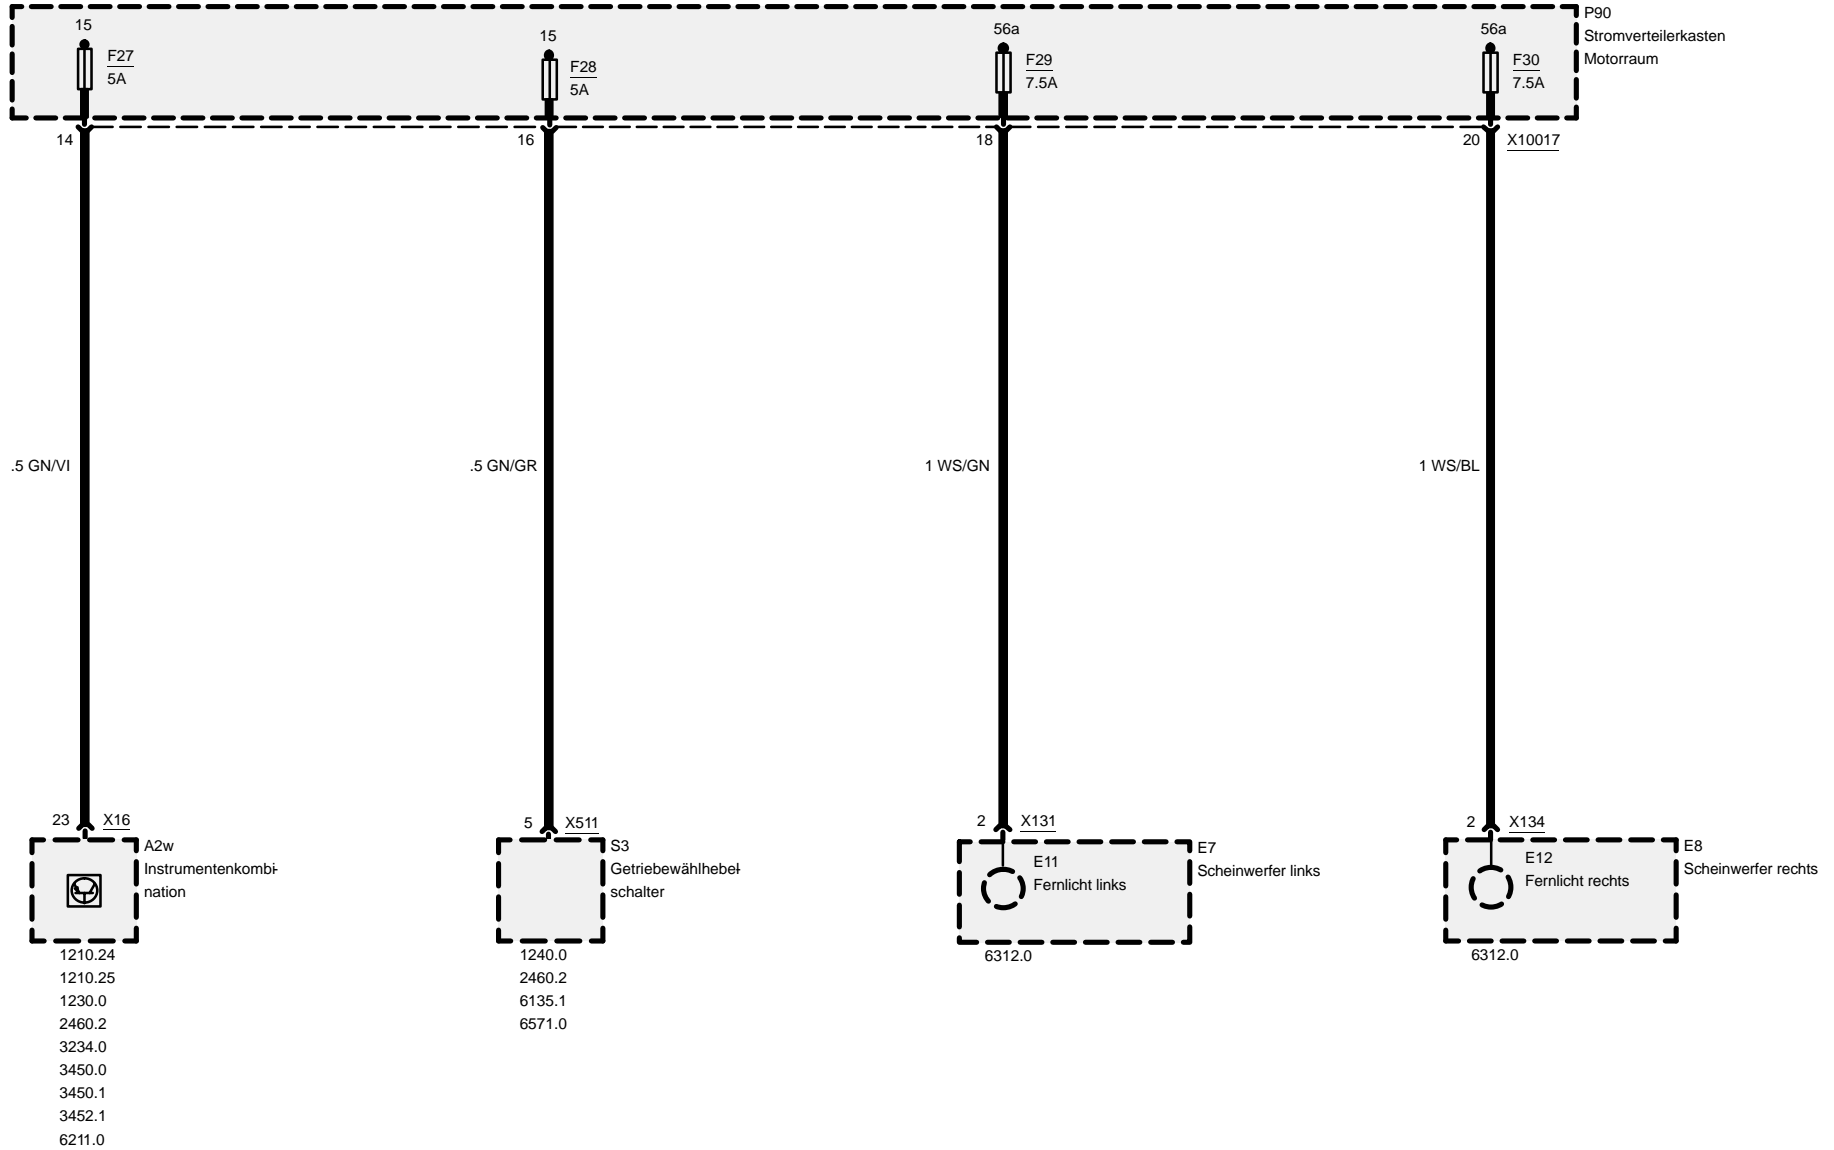 P90
Stromverteilerkasten
Motorraum
15
F27
5A
15
F28
5A
56a
F29
7.5A
56a
F30
7.5A
14
16
18
20
X10017
.5 GN/VI
.5 GN/GR
1 WS/GN
1 WS/BL
23
X16
A2w
Instrumentenkombi-
nation
1210.24
1210.25
1230.0
2460.2
3234.0
3450.0
3450.1
3452.1
6211.0
5
X511
S3
Getriebewählhebel-
schalter
1240.0
2460.2
6135.1
6571.0
2
X131
E7
Scheinwerfer links
E11
Fernlicht links
6312.0
2
X134
E8
Scheinwerfer rechts
E12
Fernlicht rechts
6312.0